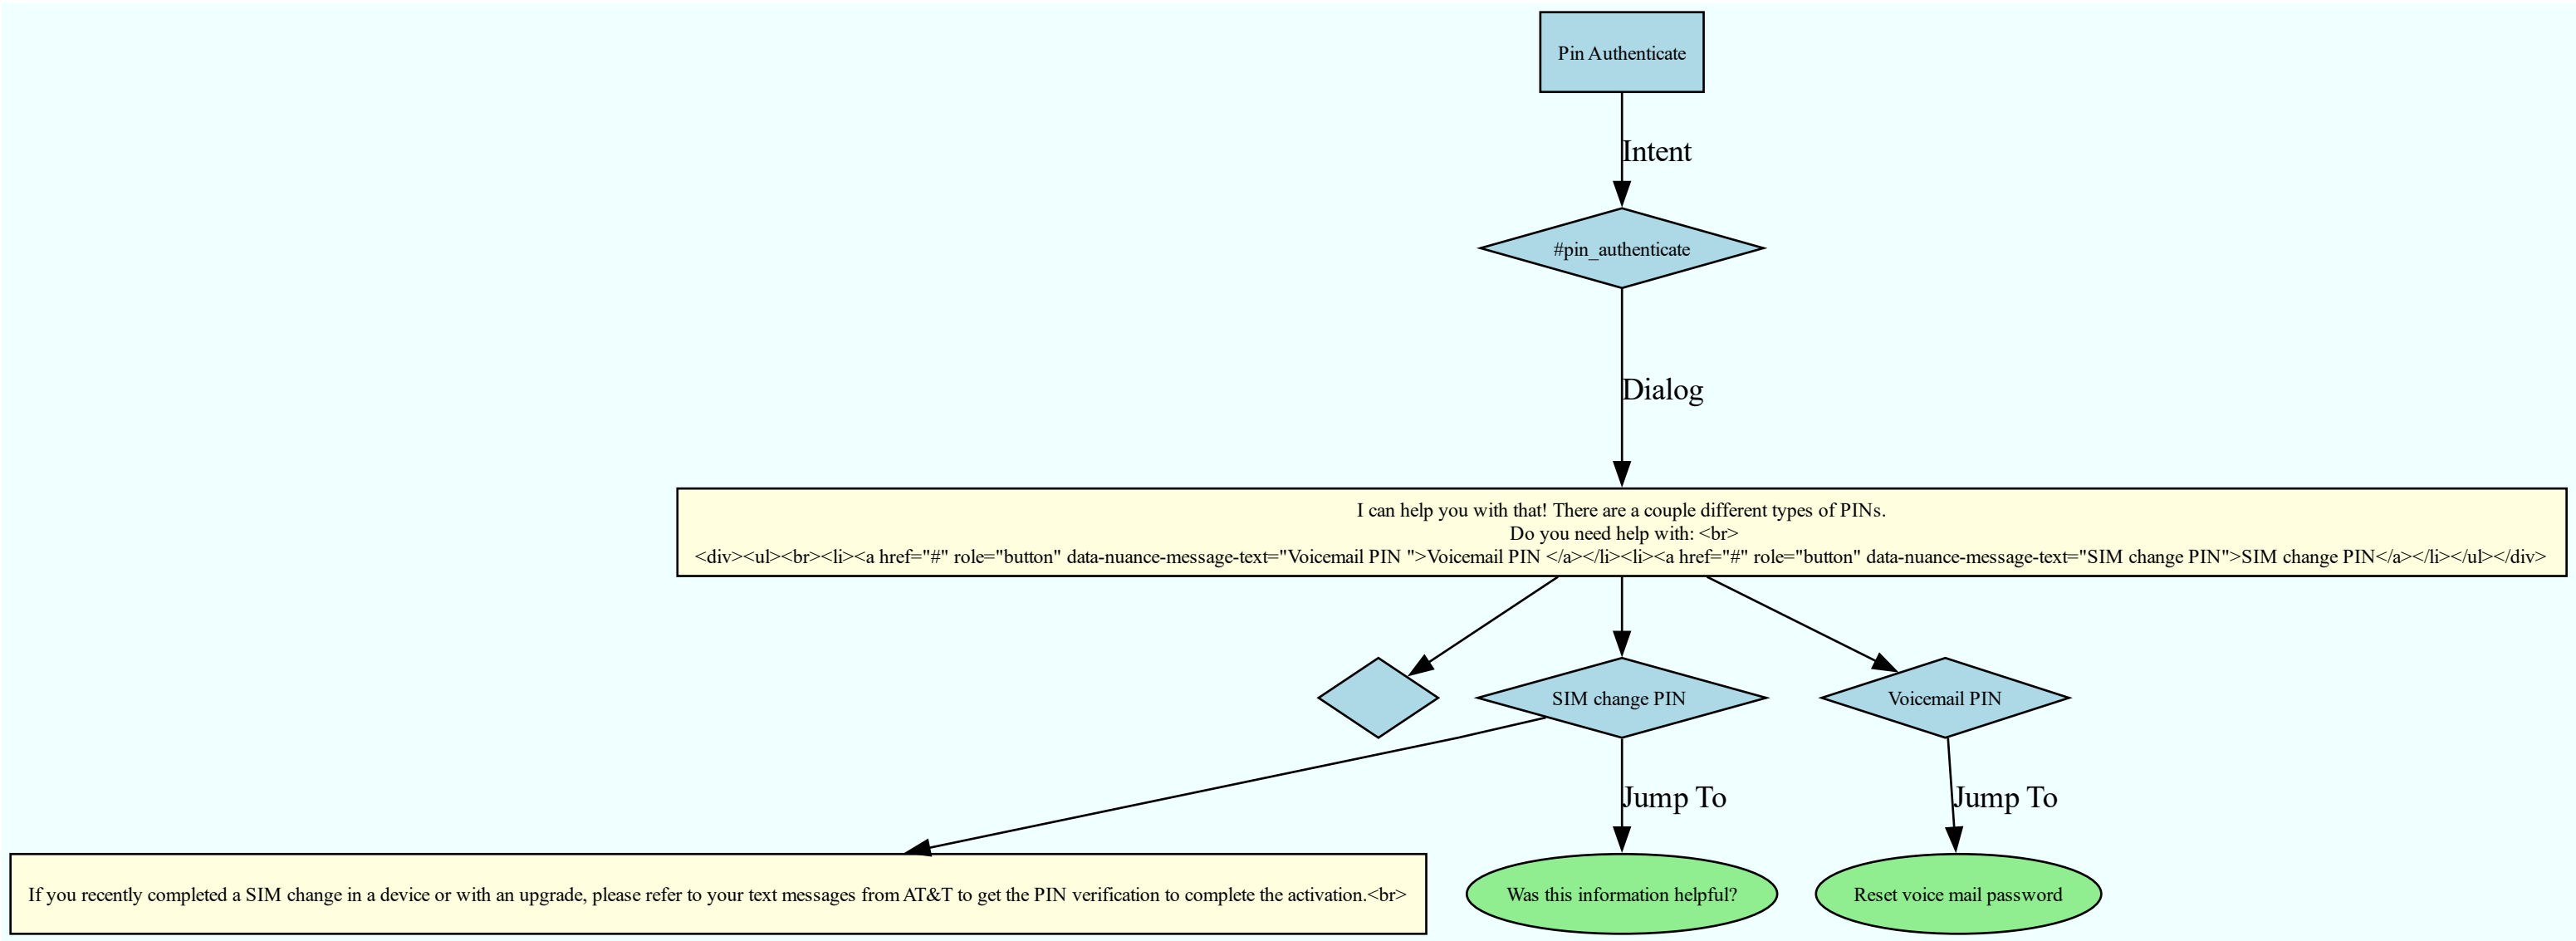 Pin Authenticate
Intent
#pin_authenticate
Dialog
I can help you with that! There are a couple different types of PINs.
Do you need help with: <br>
<div><ul><br><li><a href="#" role="button" data-nuance-message-text="Voicemail PIN ">Voicemail PIN </a></li><li><a href="#" role="button" data-nuance-message-text="SIM change PIN">SIM change PIN</a></li></ul></div>
SIM change PIN
Voicemail PIN
Jump To
Jump To
If you recently completed a SIM change in a device or with an upgrade, please refer to your text messages from AT&T to get the PIN verification to complete the activation.<br>
Was this information helpful?
Reset voice mail password